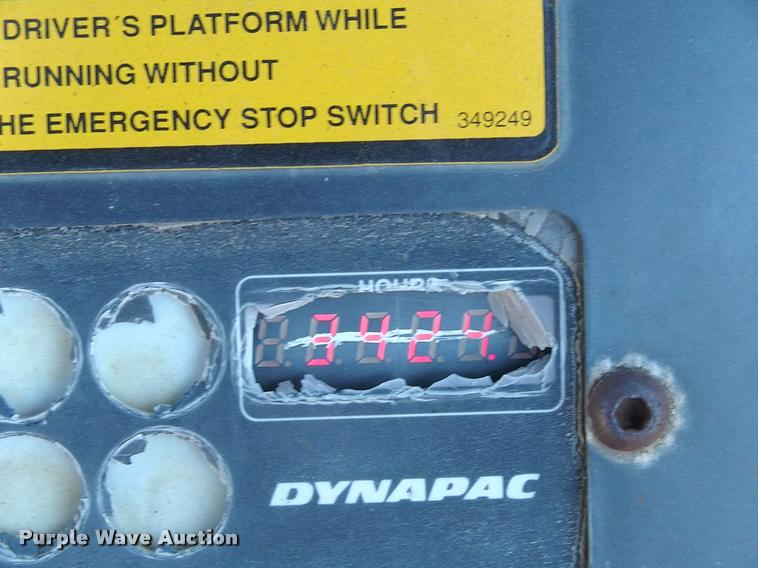 DRIVER´S PLATFORM WHILE
RUNNING WITHOUT
HE EMERGENCY STOP SWITCH 349249
HOURS
3424.
DYNAPAC
Purple Wave Auction